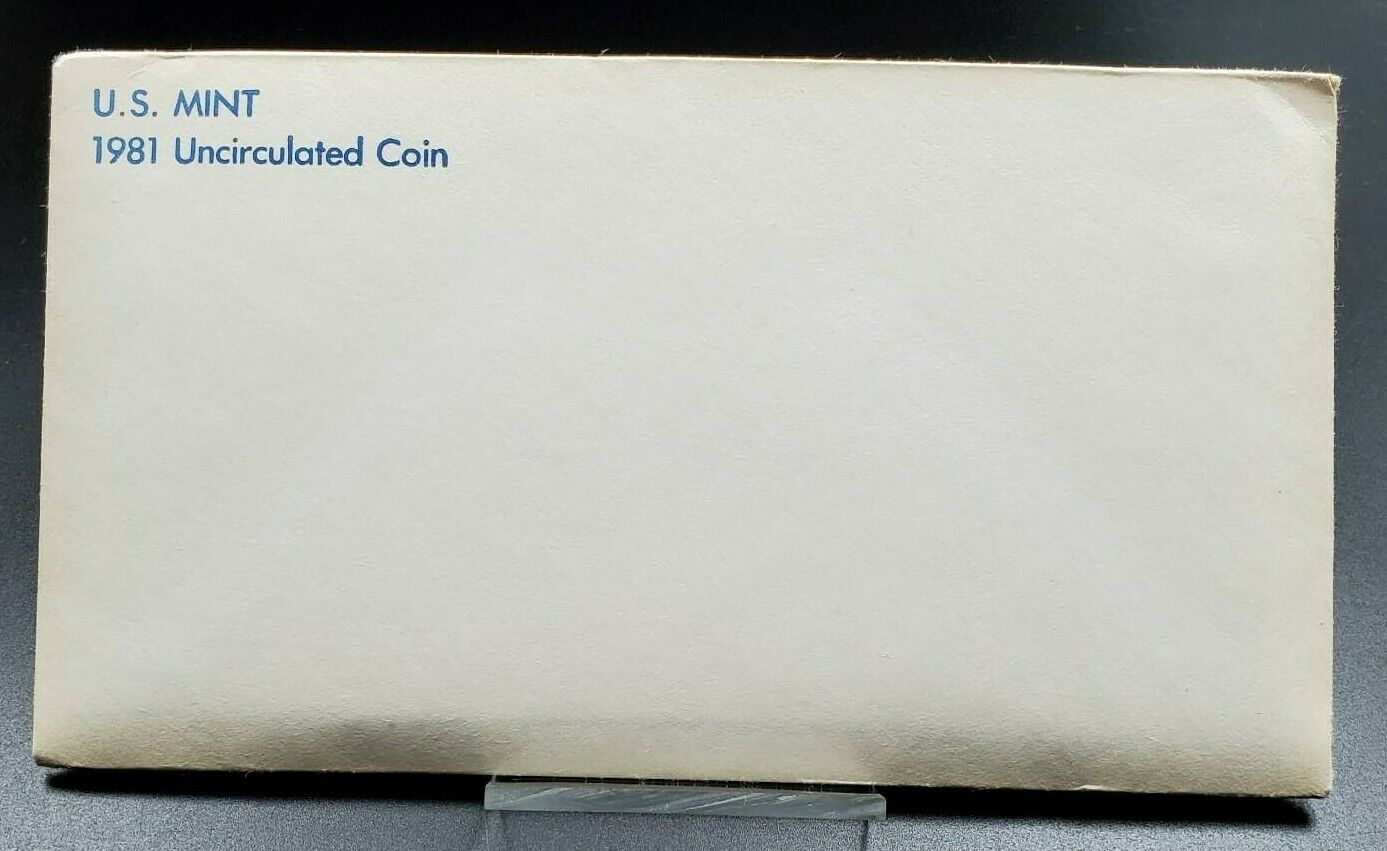 U.S. MINT
1981 Uncirculated Coin